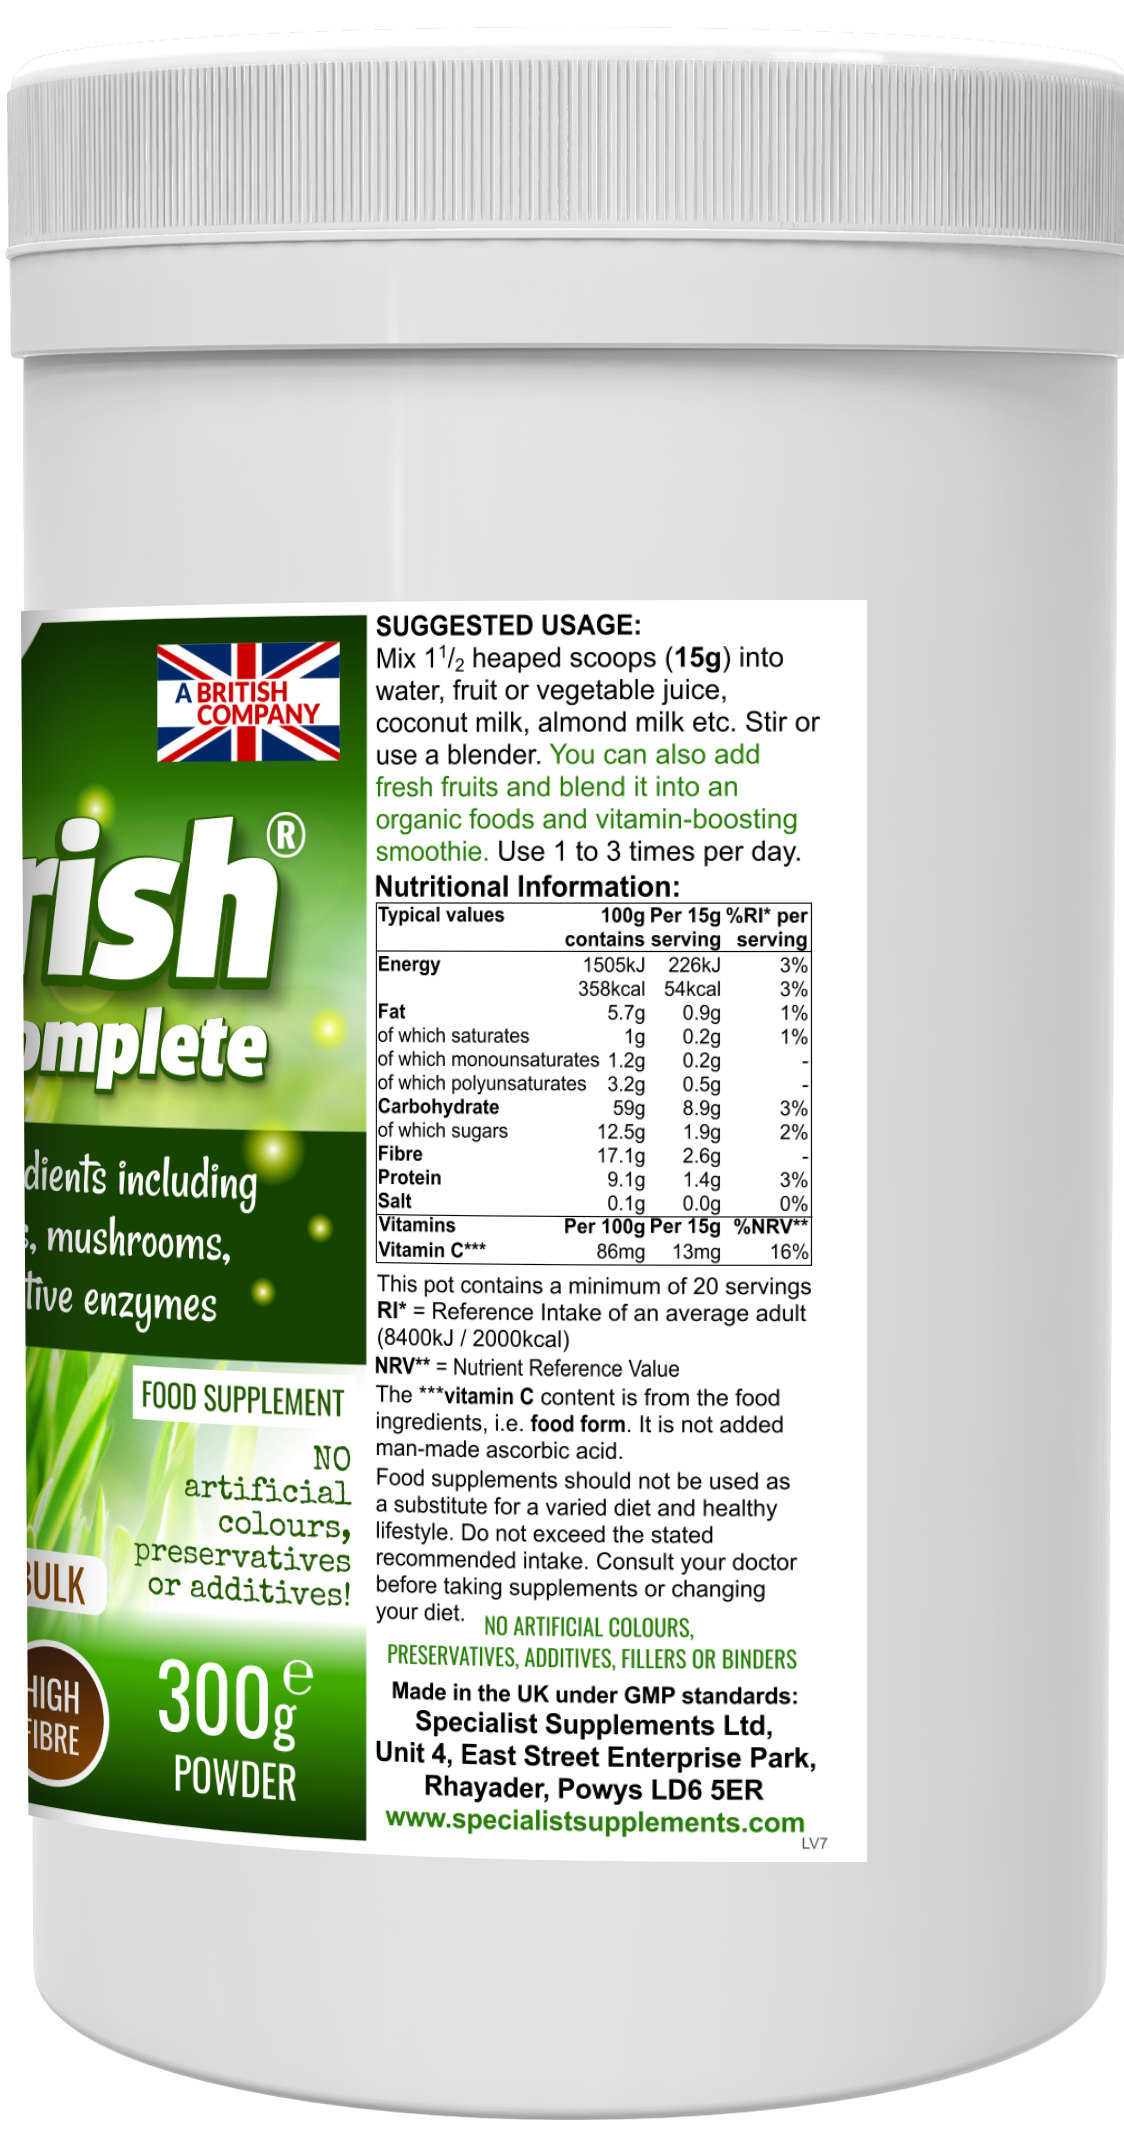 A BRITISH
COMPANY
rish®
omplete
dients including
, mushrooms,
tive enzymes
FOOD SUPPLEMENT
NO
artificial
colours,
preservatives
or additives!
BULK
HIGH
FIBRE
300g e
POWDER
SUGGESTED USAGE:
Mix 1 1/2 heaped scoops (15g) into
water, fruit or vegetable juice,
coconut milk, almond milk etc. Stir or
use a blender. You can also add
fresh fruits and blend it into an
organic foods and vitamin-boosting
smoothie. Use 1 to 3 times per day.
Nutritional Information:
Typical values 100g Per 15g %RI* per
contains serving serving
Energy 1505kJ 226kJ 3%
358kcal 54kcal 3%
Fat 5.7g 0.9g 1%
of which saturates 1g 0.2g 1%
of which monounsaturates 1.2g 0.2g -
of which polyunsaturates 3.2g 0.5g -
Carbohydrate 59g 8.9g 3%
of which sugars 12.5g 1.9g 2%
Fibre 17.1g 2.6g -
Protein 9.1g 1.4g 3%
Salt 0.1g 0.0g 0%
Vitamins Per 100g Per 15g %NRV**
Vitamin C*** 86mg 13mg 16%
This pot contains a minimum of 20 servings
RI* = Reference Intake of an average adult
(8400kJ / 2000kcal)
NRV** = Nutrient Reference Value
The ***vitamin C content is from the food
ingredients, i.e. food form. It is not added
man-made ascorbic acid.
Food supplements should not be used as
a substitute for a varied diet and healthy
lifestyle. Do not exceed the stated
recommended intake. Consult your doctor
before taking supplements or changing
your diet.
NO ARTIFICIAL COLOURS,
PRESERVATIVES, ADDITIVES, FILLERS OR BINDERS
Made in the UK under GMP standards:
Specialist Supplements Ltd,
Unit 4, East Street Enterprise Park,
Rhayader, Powys LD6 5ER
www.specialistsupplements.com
LV7